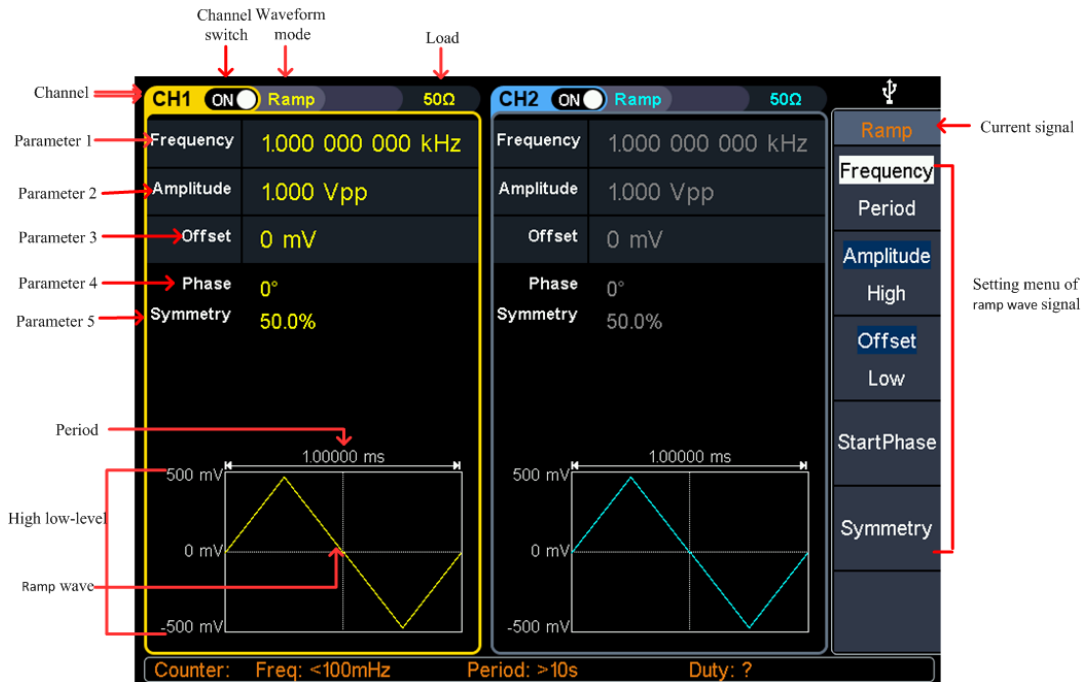 Channel switch
Waveform mode
Load
Channel
CH1 ON Ramp 50Ω
CH2 ON Ramp 50Ω
Parameter 1
Frequency 1.000 000 000 kHz
Frequency 1.000 000 000 kHz
Parameter 2
Amplitude 1.000 Vpp
Amplitude 1.000 Vpp
Parameter 3
Offset 0 mV
Offset 0 mV
Parameter 4
Phase 0°
Phase 0°
Parameter 5
Symmetry 50.0%
Symmetry 50.0%
Ramp
Current signal
Frequency
Period
Amplitude
High
Offset
Low
StartPhase
Symmetry
Setting menu of
ramp wave signal
Period
1.00000 ms
500 mV
0 mV
-500 mV
High low-level
Ramp wave
1.00000 ms
500 mV
0 mV
-500 mV
Counter: Freq: <100mHz Period: >10s Duty: ?